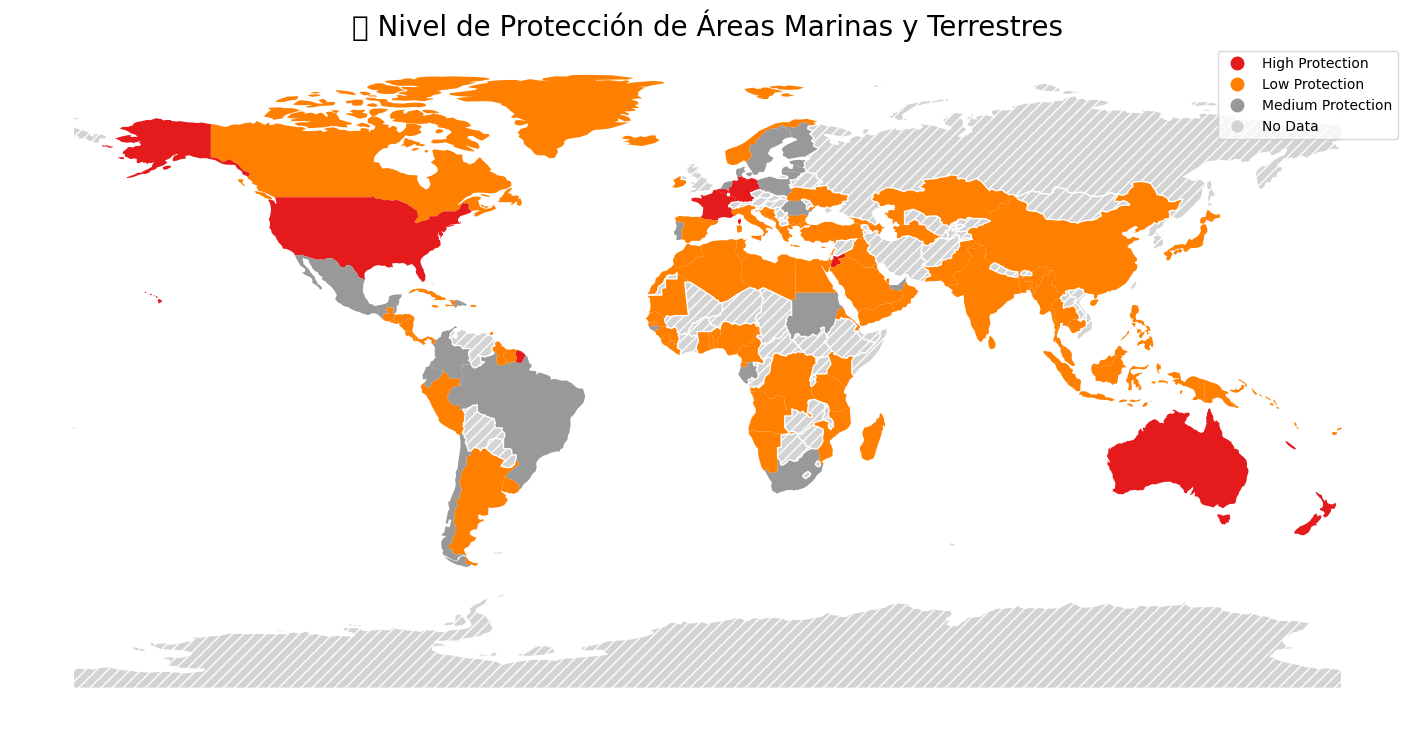 Nivel de Protección de Áreas Marinas y Terrestres
High Protection
Low Protection
Medium Protection
No Data